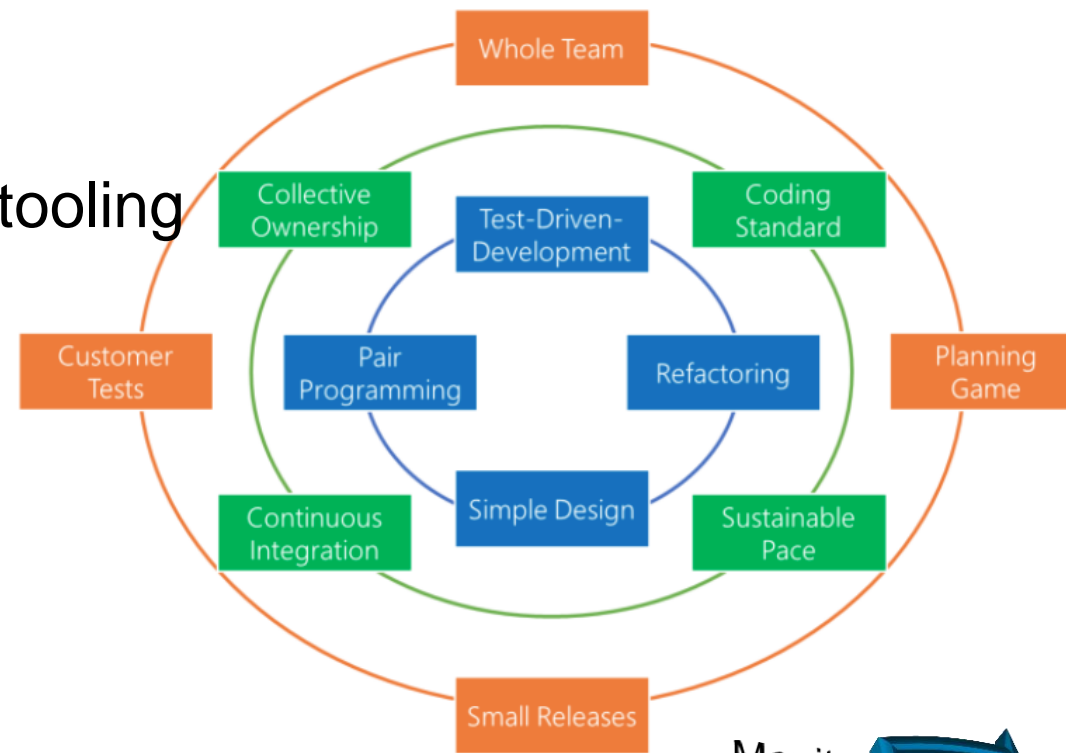 Whole Team
tooling
Collective
Ownership
Test-Driven-
Development
Coding
Standard
Customer
Tests
Pair
Programming
Refactoring
Planning
Game
Continuous
Integration
Simple Design
Sustainable
Pace
Small Releases